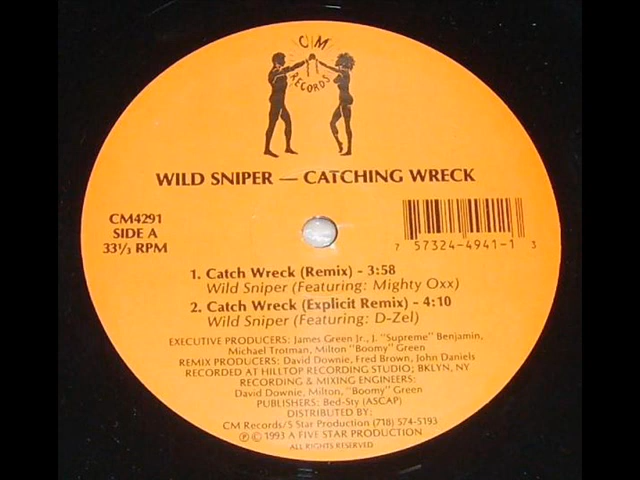 C M
RECORDS
WILD SNIPER — CATCHING WRECK
CM4291
SIDE A
33⅓ RPM
7 57324-4941-1 3
1. Catch Wreck (Remix) - 3:58
Wild Sniper (Featuring: Mighty Oxx)
2. Catch Wreck (Explicit Remix) - 4:10
Wild Sniper (Featuring: D-Zel)
EXECUTIVE PRODUCERS: James Green Jr., J. "Supreme" Benjamin,
Michael Trotman, Milton "Boomy" Green
REMIX PRODUCERS: David Downie, Fred Brown, John Daniels
RECORDED AT HILLTOP RECORDING STUDIO; BKLYN, NY
RECORDING & MIXING ENGINEERS:
David Downie, Milton, "Boomy" Green
PUBLISHERS: Bed-Sty (ASCAP)
DISTRIBUTED BY:
CM Records/5 Star Production (718) 574-5193
℗ © 1993 A FIVE STAR PRODUCTION
ALL RIGHTS RESERVED